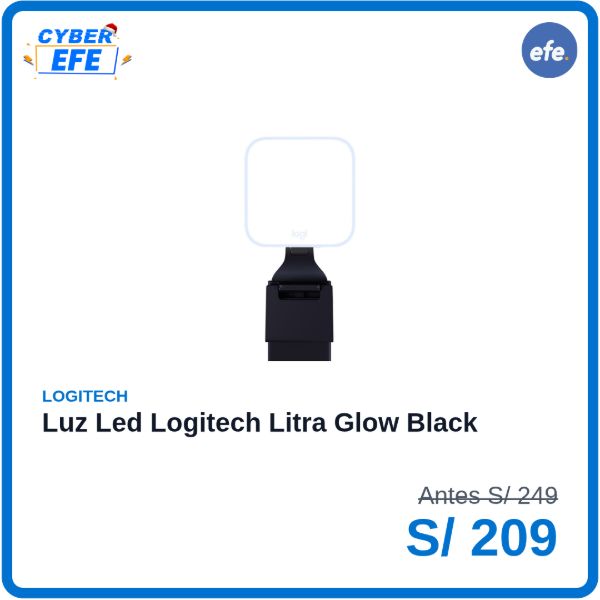 CYBER
EFE
efe.
logi
LOGITECH
Luz Led Logitech Litra Glow Black
Antes S/ 249
S/ 209